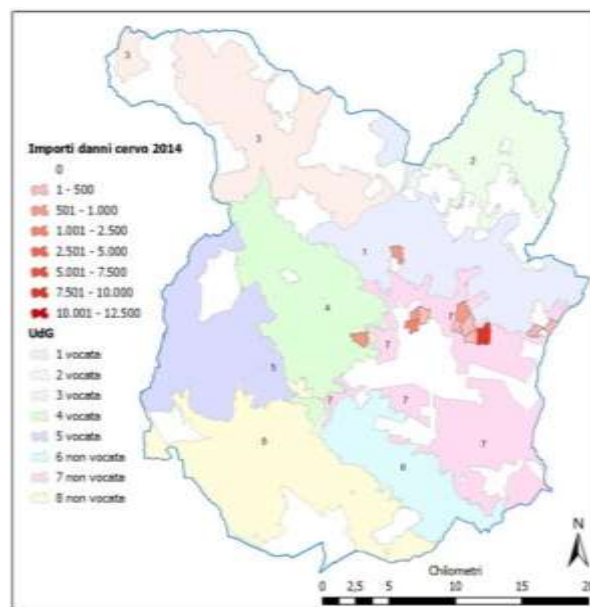 Importi danni cervo 2014
0
1 - 500
501 - 1.000
1.001 - 2.500
2.501 - 5.000
5.001 - 7.500
7.501 - 10.000
10.001 - 12.500
UdG
1 vocata
2 vocata
3 vocata
4 vocata
5 vocata
6 non vocata
7 non vocata
8 non vocata
3
3
2
1
4
7
7
5
7
7
7
8
6
N
Chilometri
0 2,5 5 10 15 20